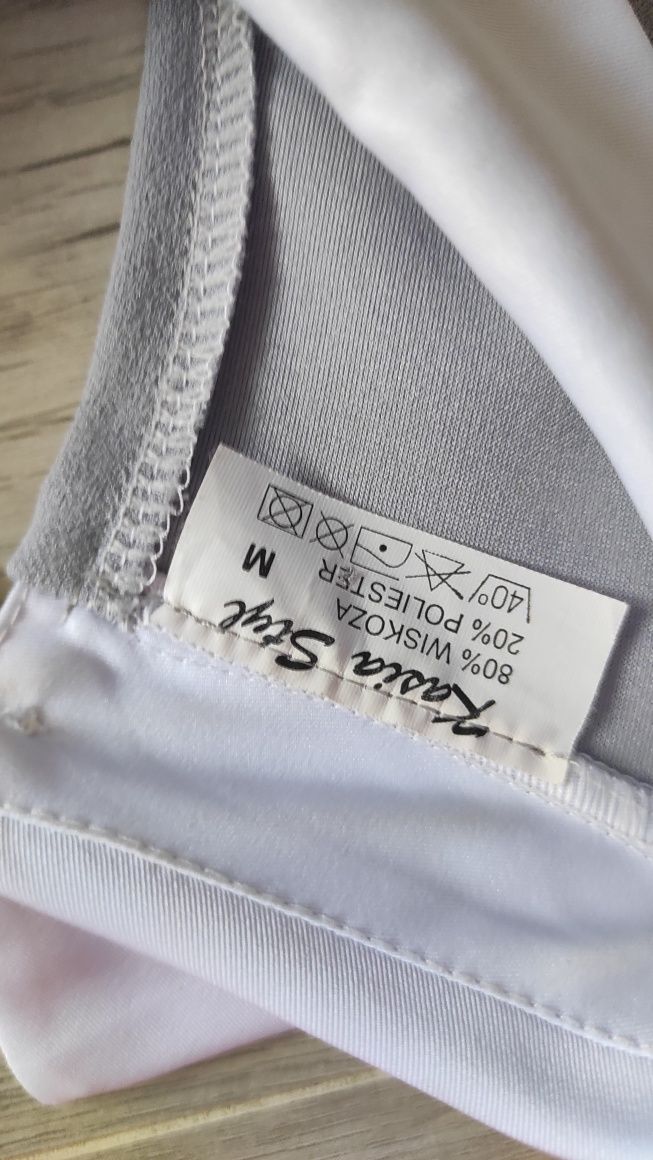 Kasia Styl
80% WISKOZA
20% POLIESTER
M
40°